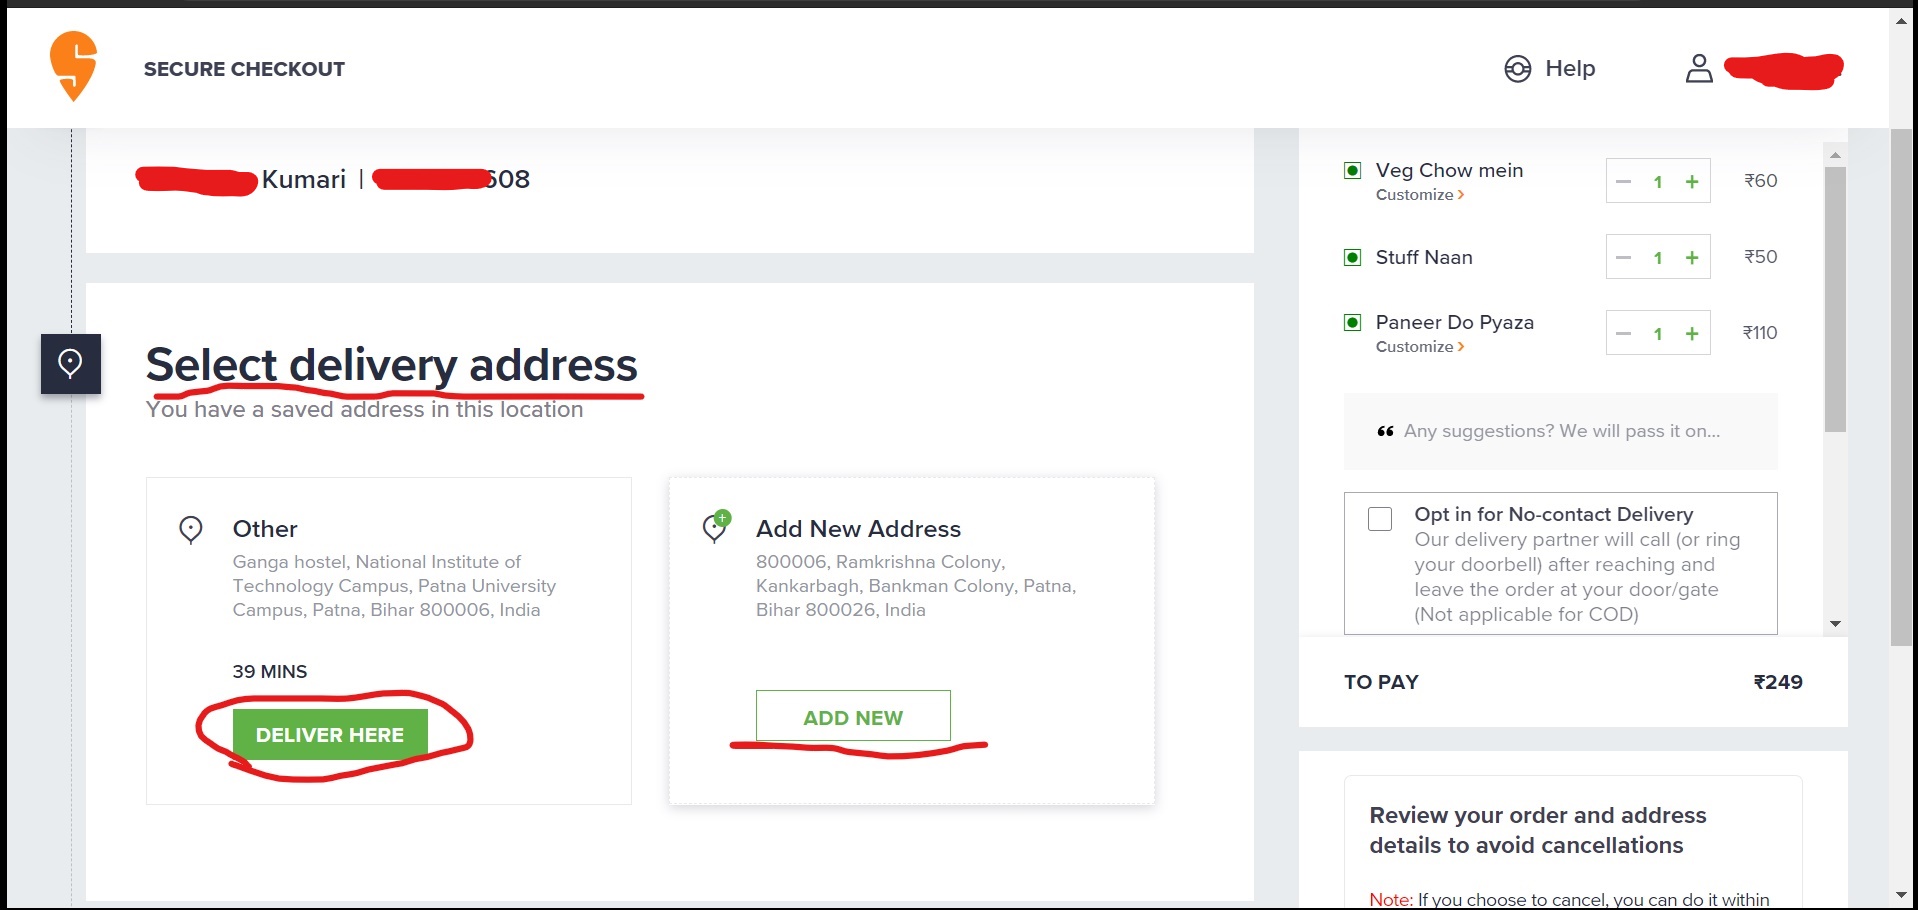 SECURE CHECKOUT
Help
Kumari | 608
Select delivery address
You have a saved address in this location
Other
Ganga hostel, National Institute of
Technology Campus, Patna University
Campus, Patna, Bihar 800006, India
39 MINS
DELIVER HERE
Add New Address
800006, Ramkrishna Colony,
Kankarbagh, Bankman Colony, Patna,
Bihar 800026, India
ADD NEW
Veg Chow mein
Customize >
− 1 + ₹60
Stuff Naan
− 1 + ₹50
Paneer Do Pyaza
Customize >
− 1 + ₹110
“ Any suggestions? We will pass it on...
Opt in for No-contact Delivery
Our delivery partner will call (or ring
your doorbell) after reaching and
leave the order at your door/gate
(Not applicable for COD)
TO PAY ₹249
Review your order and address
details to avoid cancellations
Note: If you choose to cancel, you can do it within